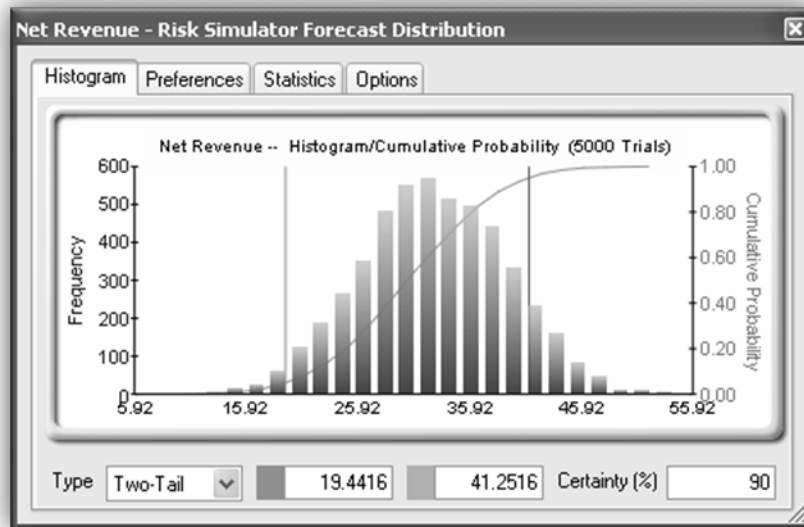 Net Revenue - Risk Simulator Forecast Distribution
Histogram Preferences Statistics Options
Net Revenue -- Histogram/Cumulative Probability (5000 Trials)
600 1.00
500 0.80
400 0.60
300 0.40
200 0.20
100 0.00
0
Frequency
Cumulative Probability
5.92 15.92 25.92 35.92 45.92 55.92
Type Two-Tail 19.4416 41.2516 Certainty (%) 90